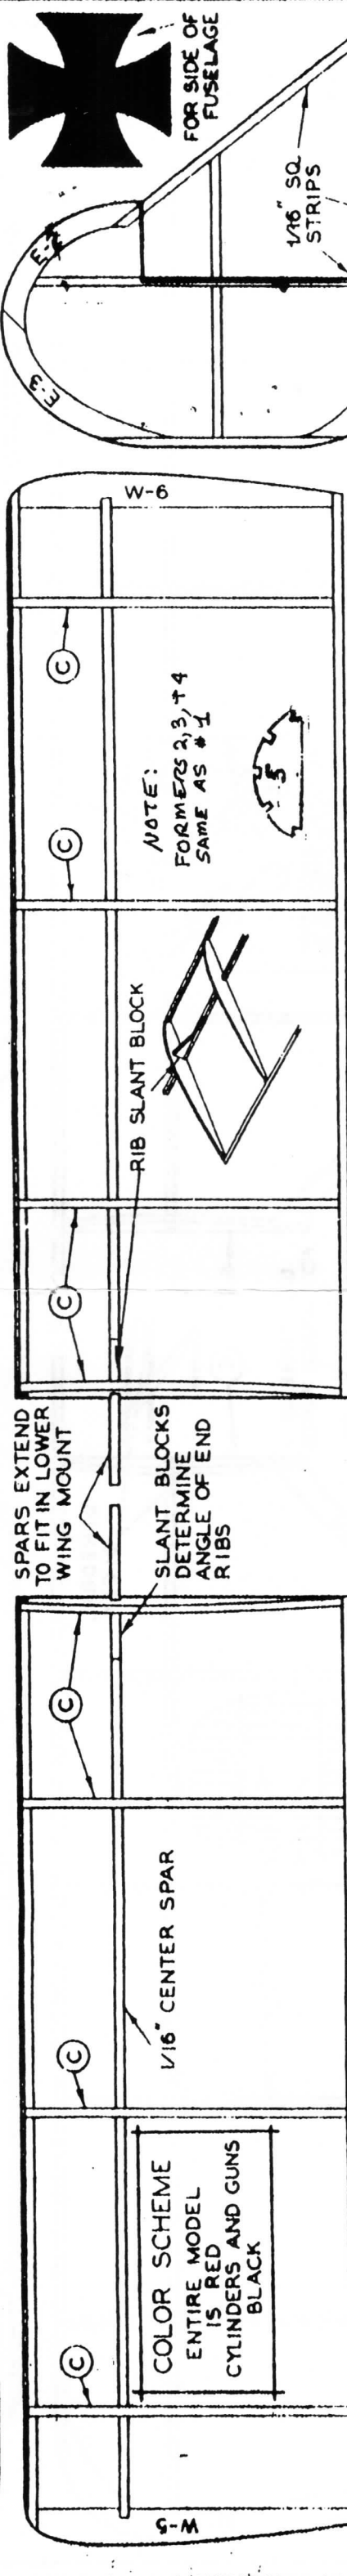 FOR SIDE OF
FUSELAGE
E-3
1/16" SQ
STRIPS
W-6
C
C
NOTE:
FORMERS 2, 3, + 4
SAME AS #1
5
RIB SLANT BLOCK
C
SPARS EXTEND
TO FIT IN LOWER
WING MOUNT
SLANT BLOCKS
DETERMINE
ANGLE OF END
RIBS
C
1/16" CENTER SPAR
C
COLOR SCHEME
ENTIRE MODEL
IS RED
CYLINDERS AND GUNS
BLACK
C
W-5